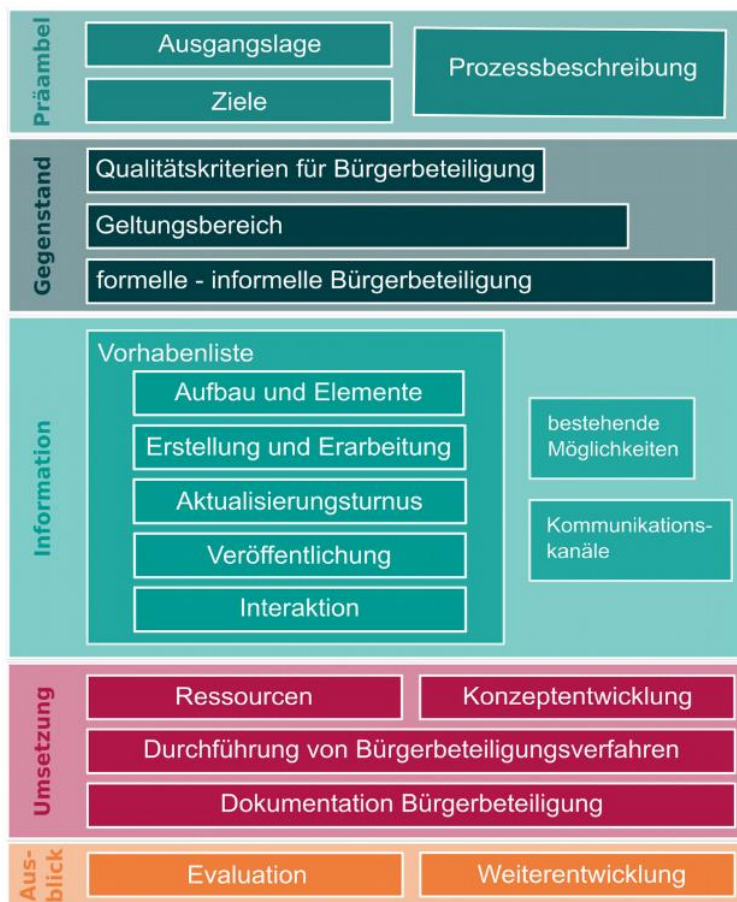 Präambel
Ausgangslage
Ziele
Prozessbeschreibung
Gegenstand
Qualitätskriterien für Bürgerbeteiligung
Geltungsbereich
formelle - informelle Bürgerbeteiligung
Information
Vorhabenliste
Aufbau und Elemente
Erstellung und Erarbeitung
Aktualisierungsturnus
Veröffentlichung
Interaktion
bestehende
Möglichkeiten
Kommunikations-
kanäle
Umsetzung
Ressourcen
Konzeptentwicklung
Durchführung von Bürgerbeteiligungsverfahren
Dokumentation Bürgerbeteiligung
Aus-
blick
Evaluation
Weiterentwicklung